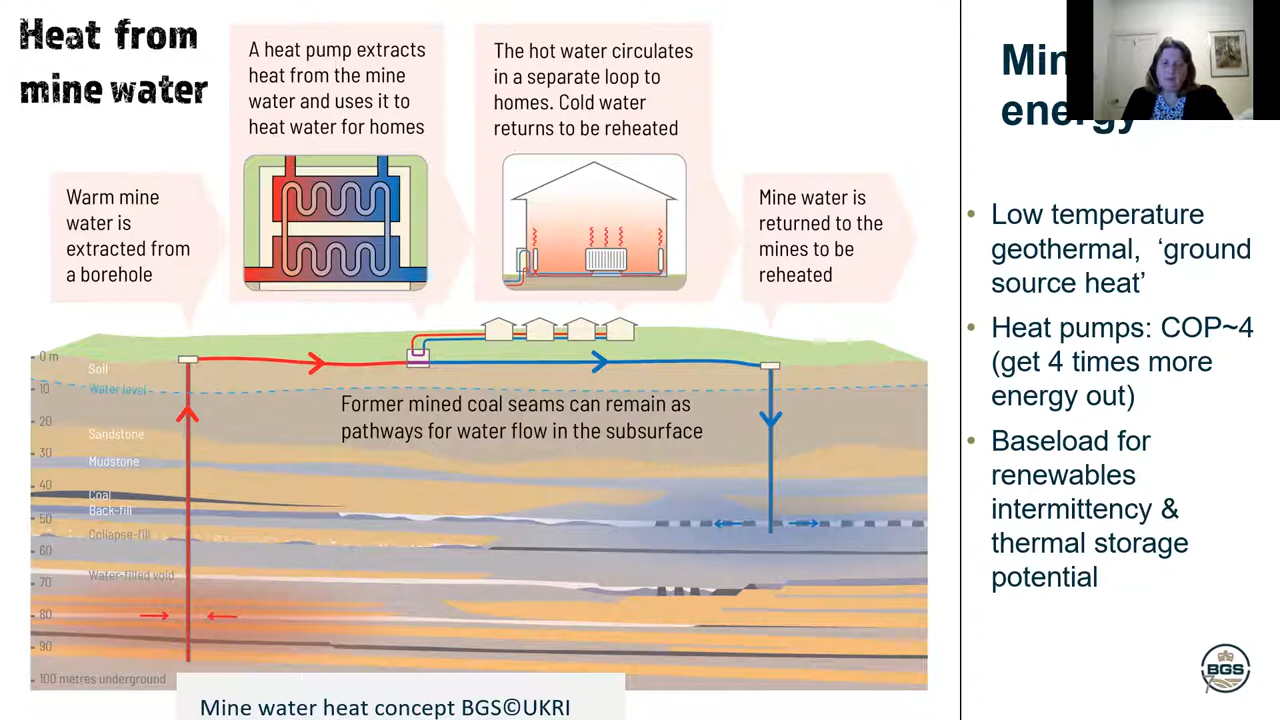 Heat from
mine water
Warm mine
water is
extracted from
a borehole
A heat pump extracts
heat from the mine
water and uses it to
heat water for homes
The hot water circulates
in a separate loop to
homes. Cold water
returns to be reheated
Mine water is
returned to the
mines to be
reheated
0 m
Soil
Water level
10
20
Sandstone
30
Mudstone
40
Coal
Back-fill
50
Collapse-fill
60
Water-filled void
70
80
90
100 metres underground
Former mined coal seams can remain as
pathways for water flow in the subsurface
Mine water heat concept BGS©UKRI
energy
• Low temperature
geothermal, ‘ground
source heat’
• Heat pumps: COP~4
(get 4 times more
energy out)
• Baseload for
renewables
intermittency &
thermal storage
potential
BGS
7